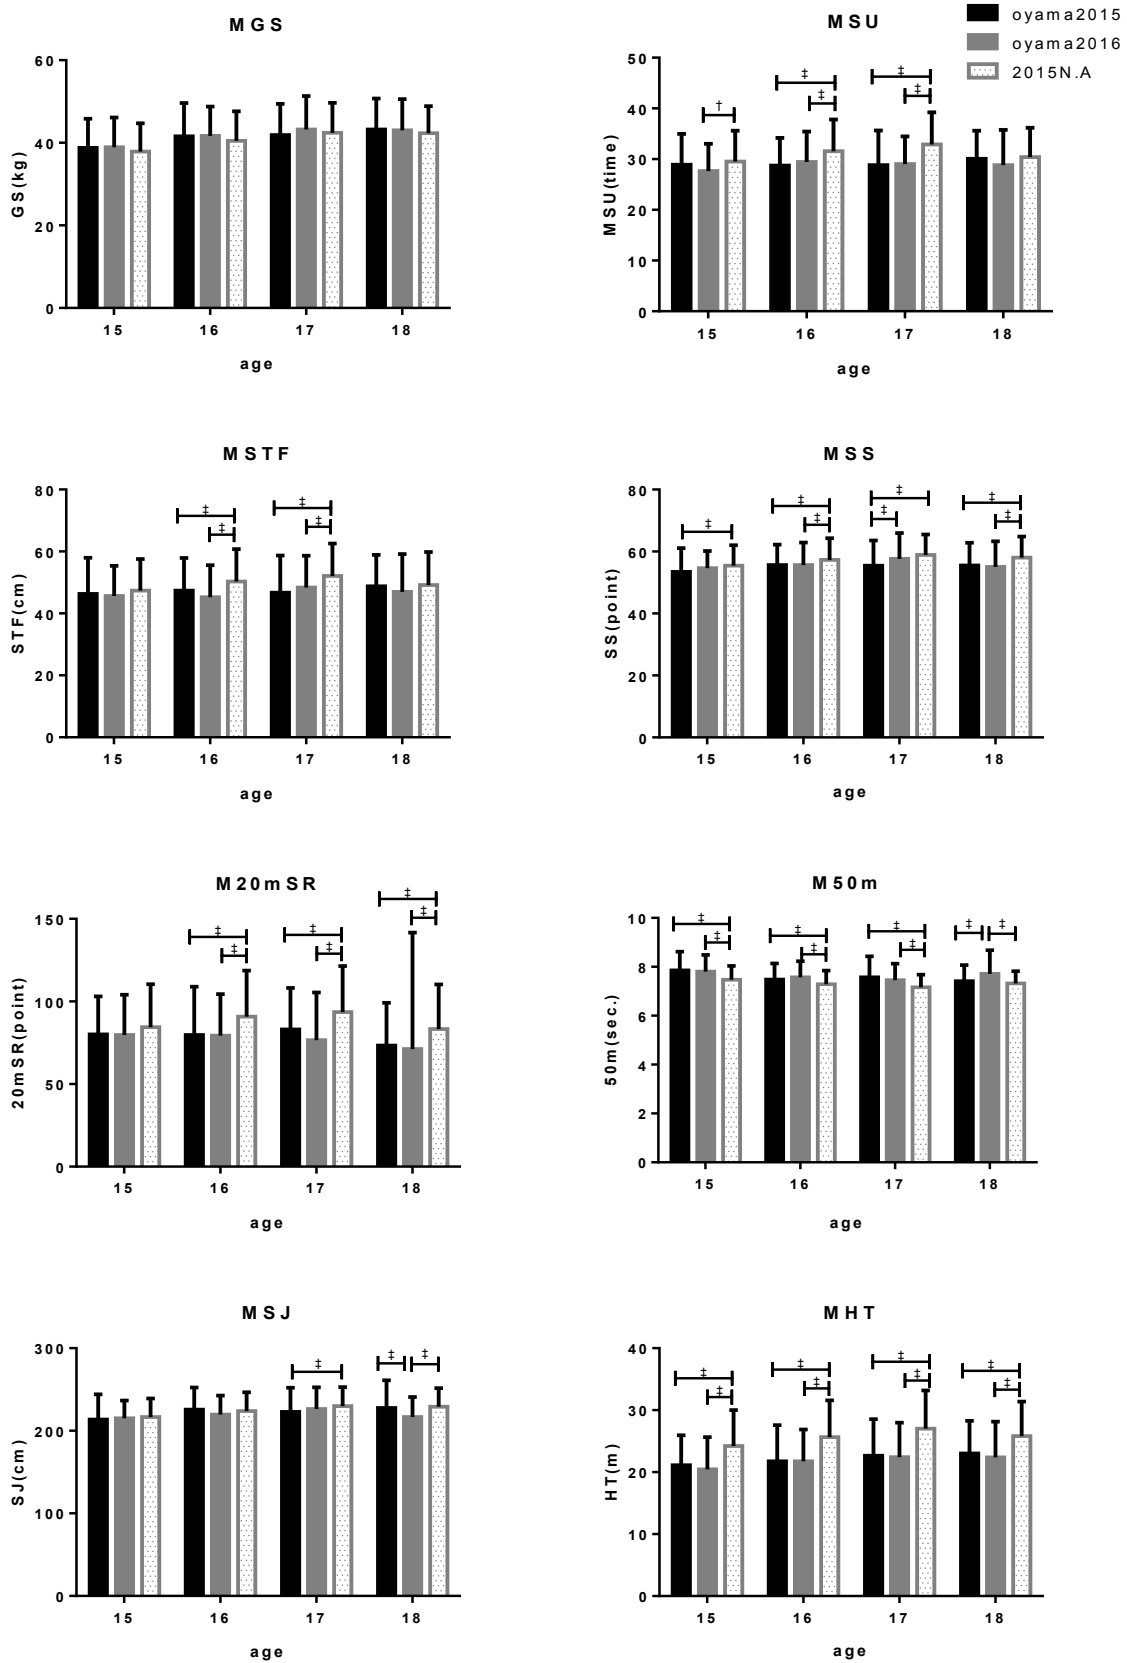 MGS
GS(kg)
60
40
20
0
15 16 17 18
age
MSU
oyama2015
oyama2016
2015N.A
MSU(time)
50
40
30
20
10
0
† ‡ ‡ ‡ ‡
15 16 17 18
age
MSTF
STF(cm)
80
60
40
20
0
‡ ‡ ‡ ‡
15 16 17 18
age
MSS
SS(point)
80
60
40
20
0
‡ ‡ ‡ ‡ ‡ ‡ ‡
15 16 17 18
age
M20mSR
20mSR(point)
150
100
50
0
‡ ‡ ‡ ‡ ‡ ‡
15 16 17 18
age
M50m
50m(sec.)
10
8
6
4
2
0
‡ ‡ ‡ ‡ ‡ ‡ ‡ ‡
15 16 17 18
age
MSJ
SJ(cm)
300
200
100
0
‡ ‡ ‡
15 16 17 18
age
MHT
HT(m)
40
30
20
10
0
‡ ‡ ‡ ‡ ‡ ‡ ‡ ‡
15 16 17 18
age